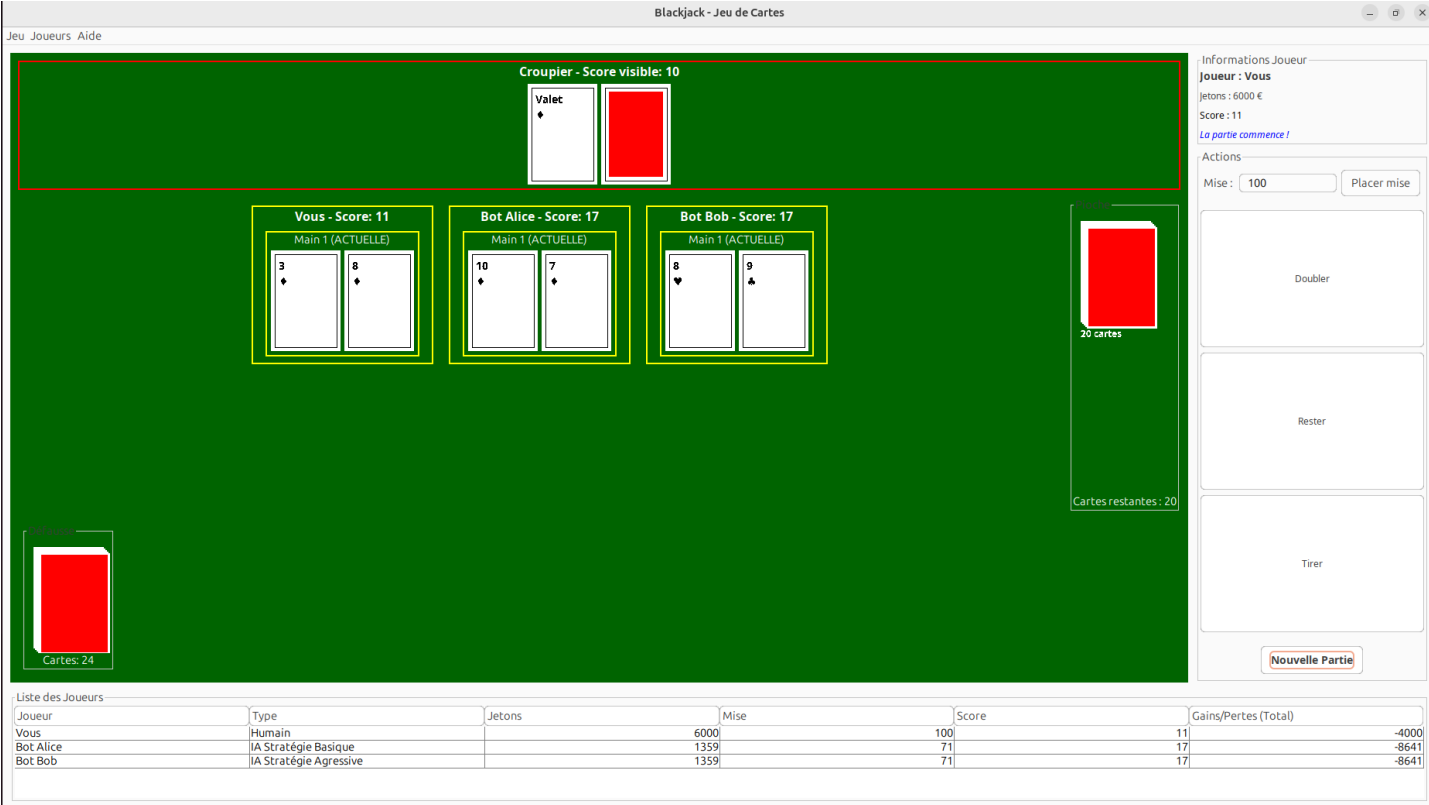 Blackjack - Jeu de Cartes
Jeu Joueurs Aide
Croupier - Score visible: 10
Valet
♦
Vous - Score: 11
Main 1 (ACTUELLE)
3
♦
8
♦
Bot Alice - Score: 17
Main 1 (ACTUELLE)
10
♦
7
♦
Bot Bob - Score: 17
Main 1 (ACTUELLE)
8
♥
9
♣
20 cartes
Cartes restantes : 20
Cartes: 24
Informations Joueur
Joueur : Vous
Jetons : 6000 €
Score : 11
La partie commence !
Actions
Mise : 100 Placer mise
Doubler
Rester
Tirer
Nouvelle Partie
Liste des Joueurs
Joueur Type Jetons Mise Score Gains/Pertes (Total)
Vous Humain 6000 100 11 -4000
Bot Alice IA Stratégie Basique 1359 71 17 -8641
Bot Bob IA Stratégie Agressive 1359 71 17 -8641